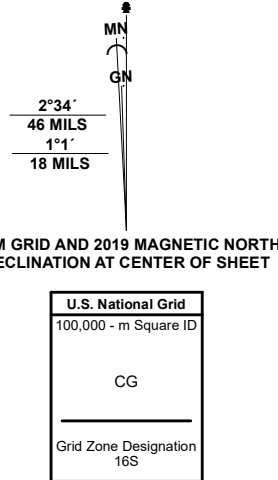 MN
GN
2°34´
46 MILS
1°1´
18 MILS
M GRID AND 2019 MAGNETIC NORTH
ECLINATION AT CENTER OF SHEET
U.S. National Grid
100,000 - m Square ID
CG
Grid Zone Designation
16S